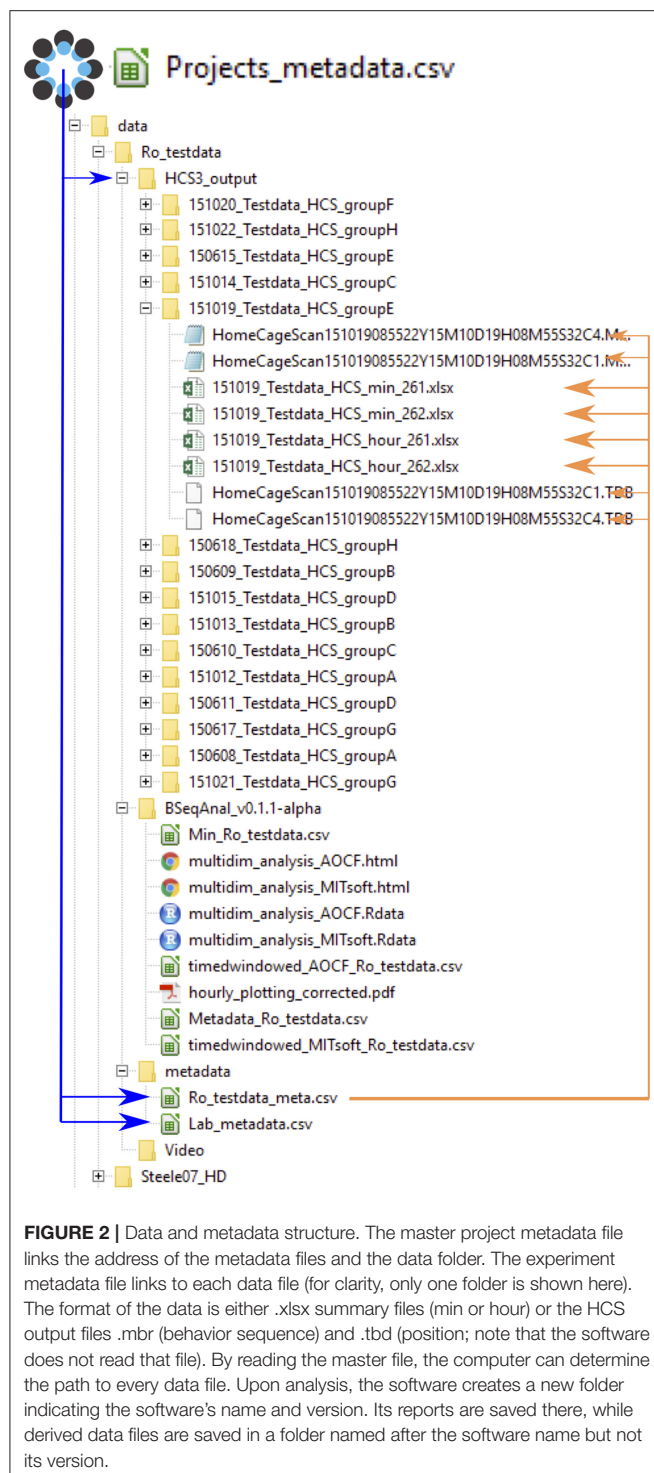 Projects_metadata.csv
data
Ro_testdata
HCS3_output
151020_Testdata_HCS_groupF
151022_Testdata_HCS_groupH
150615_Testdata_HCS_groupE
151014_Testdata_HCS_groupC
151019_Testdata_HCS_groupE
HomeCageScan151019085522Y15M10D19H08M55S32C4.M...
HomeCageScan151019085522Y15M10D19H08M55S32C1.M...
151019_Testdata_HCS_min_261.xlsx
151019_Testdata_HCS_min_262.xlsx
151019_Testdata_HCS_hour_261.xlsx
151019_Testdata_HCS_hour_262.xlsx
HomeCageScan151019085522Y15M10D19H08M55S32C1.TBB
HomeCageScan151019085522Y15M10D19H08M55S32C4.TBB
150618_Testdata_HCS_groupH
150609_Testdata_HCS_groupB
151015_Testdata_HCS_groupD
151013_Testdata_HCS_groupB
150610_Testdata_HCS_groupC
151012_Testdata_HCS_groupA
150611_Testdata_HCS_groupD
150617_Testdata_HCS_groupG
150608_Testdata_HCS_groupA
151021_Testdata_HCS_groupG
BSeqAnal_v0.1.1-alpha
Min_Ro_testdata.csv
multidim_analysis_AOCF.html
multidim_analysis_MITsoft.html
multidim_analysis_AOCF.Rdata
multidim_analysis_MITsoft.Rdata
timedwindowed_AOCF_Ro_testdata.csv
hourly_plotting_corrected.pdf
Metadata_Ro_testdata.csv
timedwindowed_MITsoft_Ro_testdata.csv
metadata
Ro_testdata_meta.csv
Lab_metadata.csv
Video
Steele07_HD
FIGURE 2 | Data and metadata structure. The master project metadata file
links the address of the metadata files and the data folder. The experiment
metadata file links to each data file (for clarity, only one folder is shown here).
The format of the data is either .xlsx summary files (min or hour) or the HCS
output files .mbr (behavior sequence) and .tbd (position; note that the software
does not read that file). By reading the master file, the computer can determine
the path to every data file. Upon analysis, the software creates a new folder
indicating the software's name and version. Its reports are saved there, while
derived data files are saved in a folder named after the software name but not
its version.